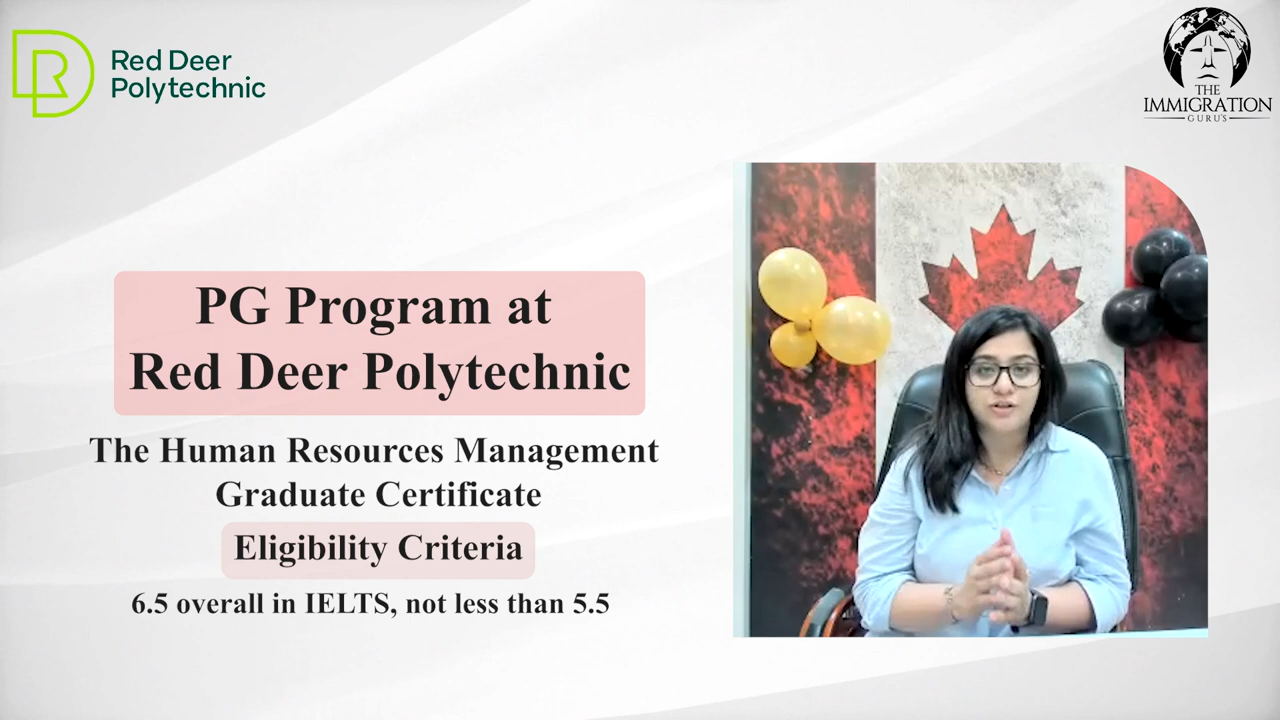 Red Deer
Polytechnic
THE
IMMIGRATION
GURU'S
PG Program at
Red Deer Polytechnic
The Human Resources Management
Graduate Certificate
Eligibility Criteria
6.5 overall in IELTS, not less than 5.5